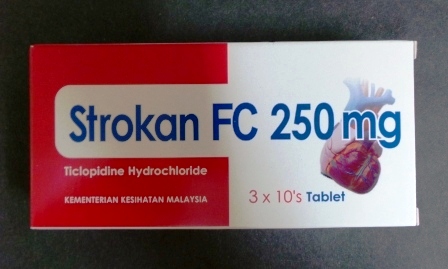 Strokan FC 250 mg
Ticlopidine Hydrochloride
KEMENTERIAN KESIHATAN MALAYSIA
3 x 10's Tablet